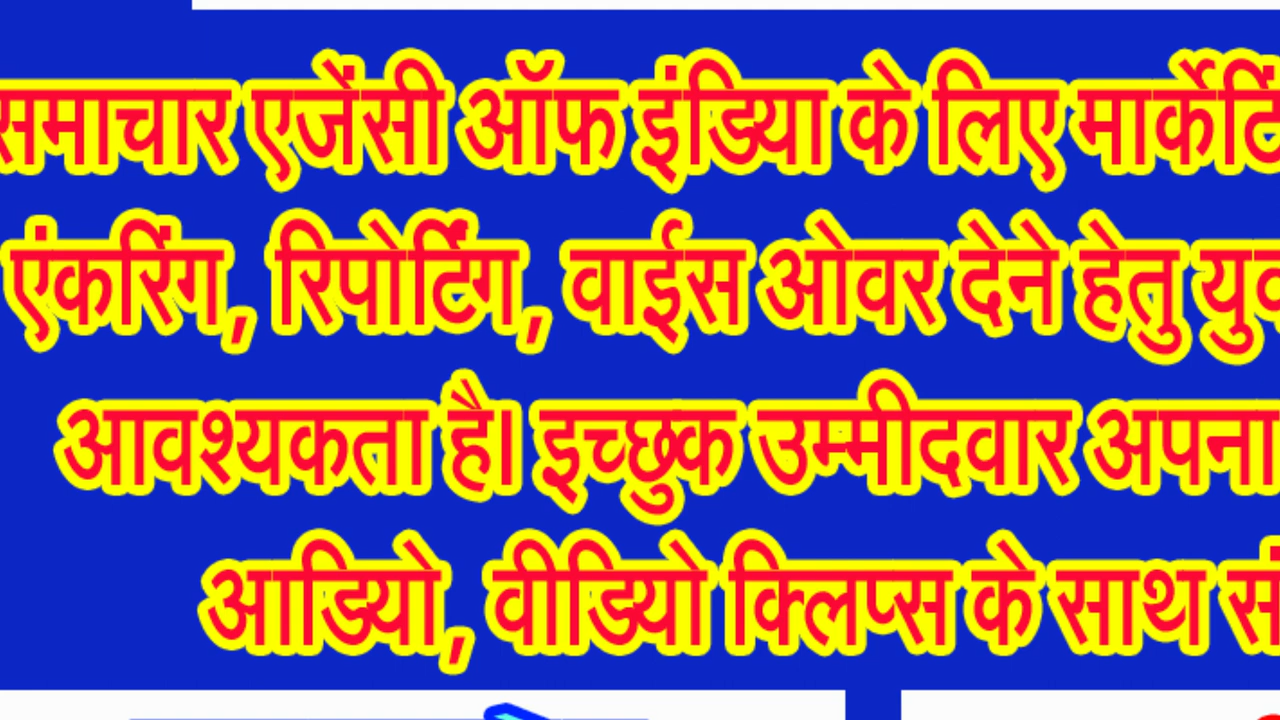 समाचार एजेंसी ऑफ इंडिया के लिए
एंकरिंग, रिपोर्टिंग, वाईस ओवर देने हेतु
आवश्यकता है। इच्छुक उम्मीदवार अपना
आडियो, वीडियो क्लिप्स के साथ